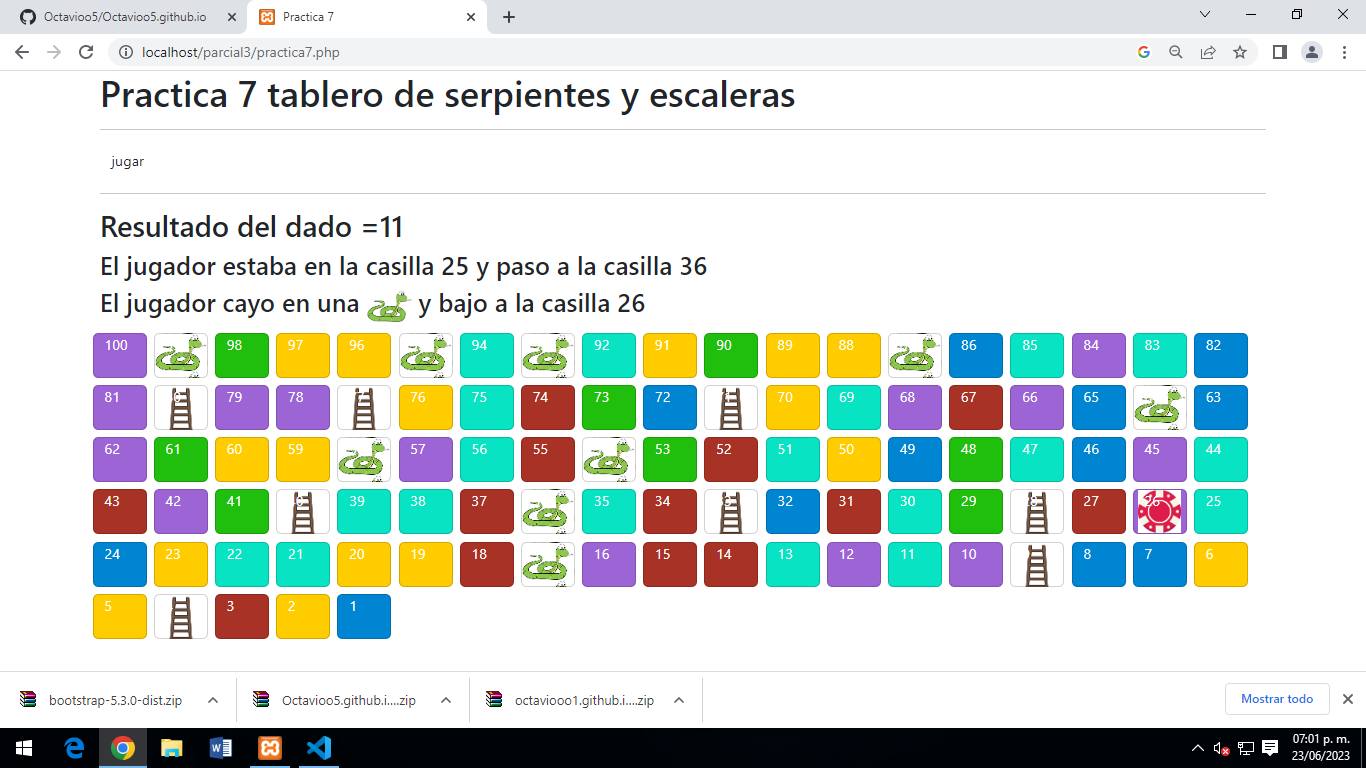 Octavioo5/Octavioo5.github.io
Practica 7
localhost/parcial3/practica7.php
Practica 7 tablero de serpientes y escaleras
jugar
Resultado del dado =11
El jugador estaba en la casilla 25 y paso a la casilla 36
El jugador cayo en una y bajo a la casilla 26
100 98 97 96 94 92 91 90 89 88 86 85 84 83 82
81 79 78 76 75 74 73 72 70 69 68 67 66 65 63
62 61 60 59 57 56 55 53 52 51 50 49 48 47 46 45 44
43 42 41 39 38 37 35 34 32 31 30 29 27 25
24 23 22 21 20 19 18 16 15 14 13 12 11 10 8 7 6
5 3 2 1
bootstrap-5.3.0-dist.zip
Octavioo5.github.i....zip
octaviooo1.github.i....zip
Mostrar todo
07:01 p. m.
23/06/2023